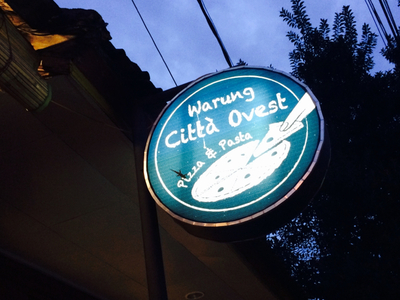 Warung
Città Ovest
Pizza & Pasta